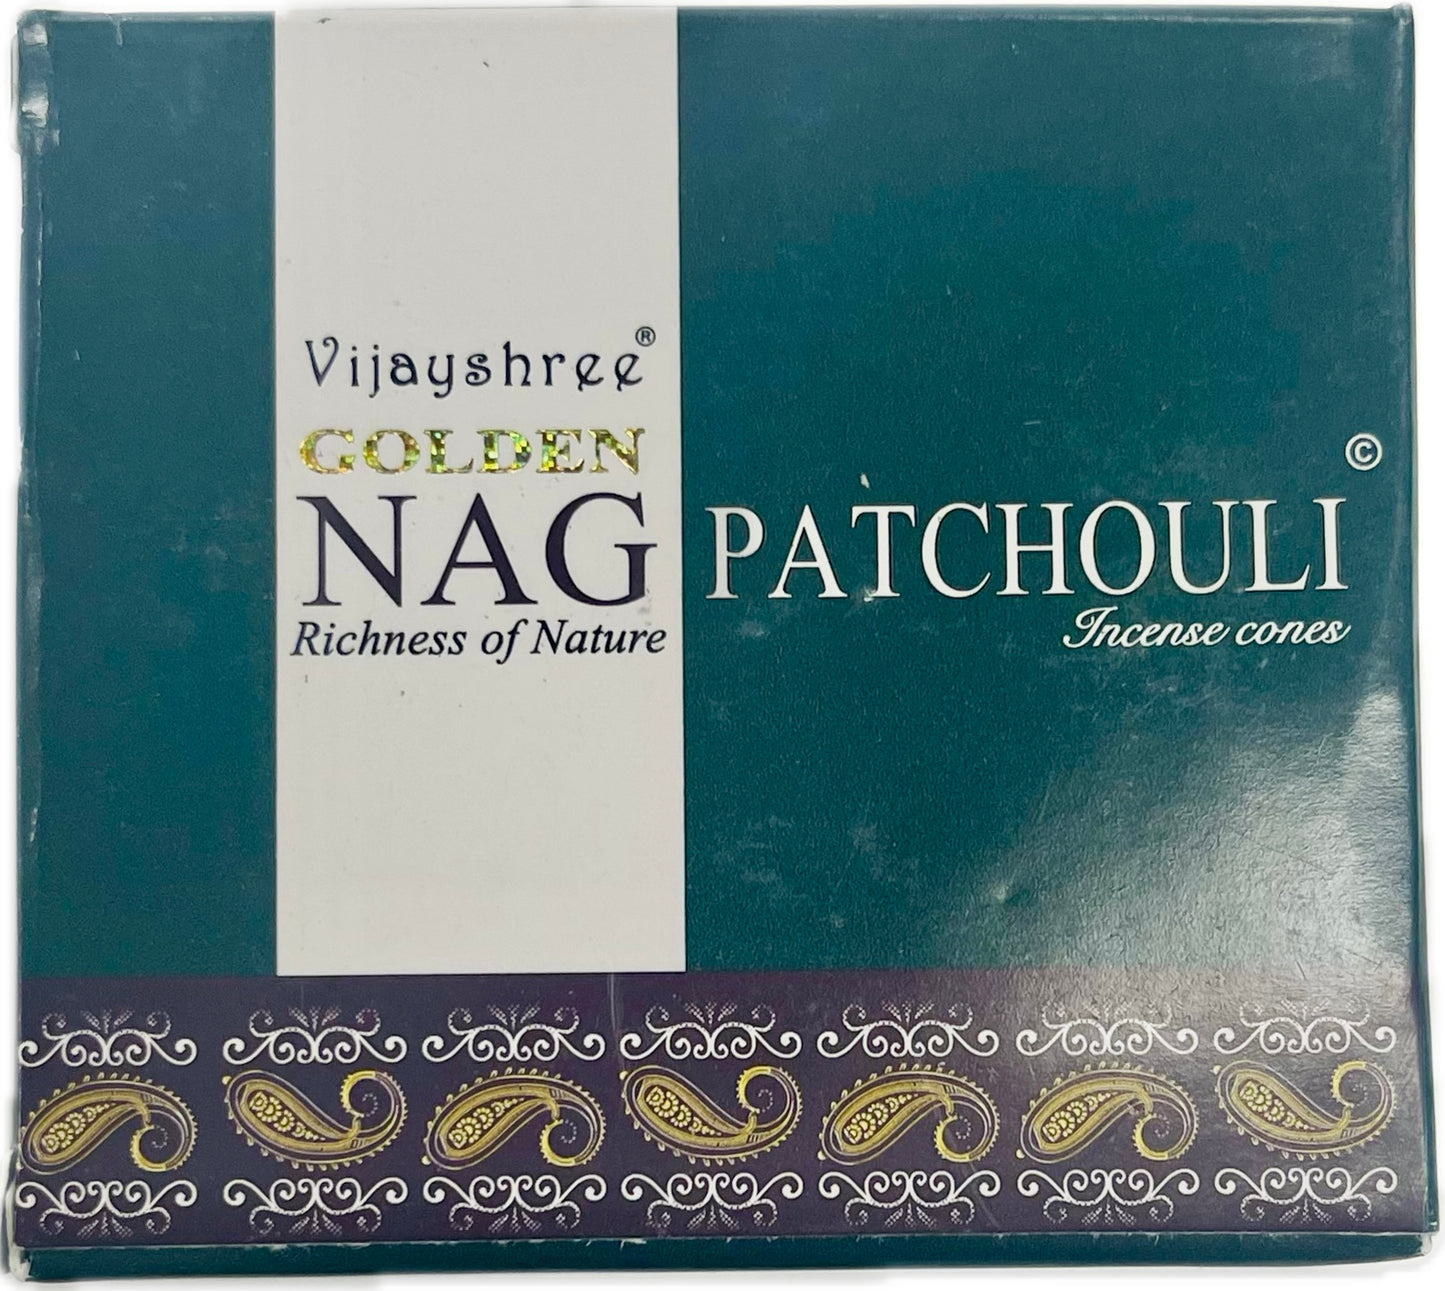 Vijayshree®
GOLDEN
NAG
Richness of Nature
PATCHOULI©
Incense cones